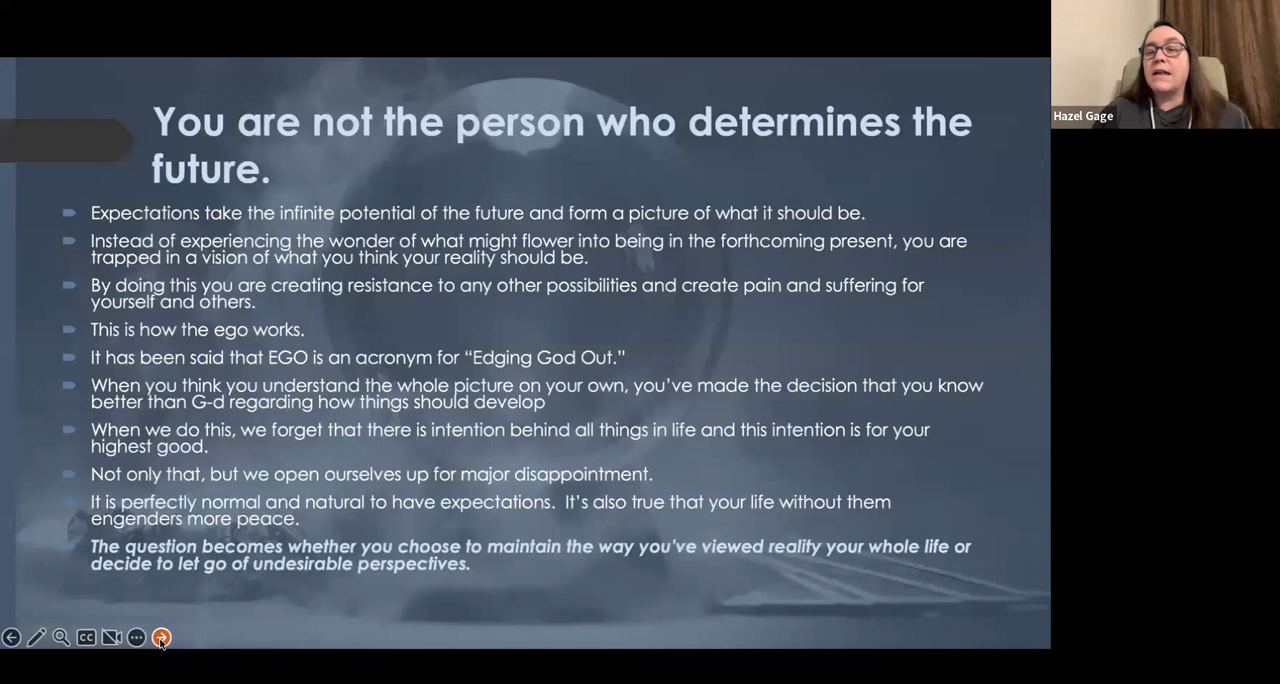 You are not the person who determines the
future.
Expectations take the infinite potential of the future and form a picture of what it should be.
Instead of experiencing the wonder of what might flower into being in the forthcoming present, you are
trapped in a vision of what you think your reality should be.
By doing this you are creating resistance to any other possibilities and create pain and suffering for
yourself and others.
This is how the ego works.
It has been said that EGO is an acronym for “Edging God Out.”
When you think you understand the whole picture on your own, you’ve made the decision that you know
better than G-d regarding how things should develop
When we do this, we forget that there is intention behind all things in life and this intention is for your
highest good.
Not only that, but we open ourselves up for major disappointment.
It is perfectly normal and natural to have expectations.  It’s also true that your life without them
engenders more peace.
The question becomes whether you choose to maintain the way you’ve viewed reality your whole life or
decide to let go of undesirable perspectives.
CC
Hazel Gage